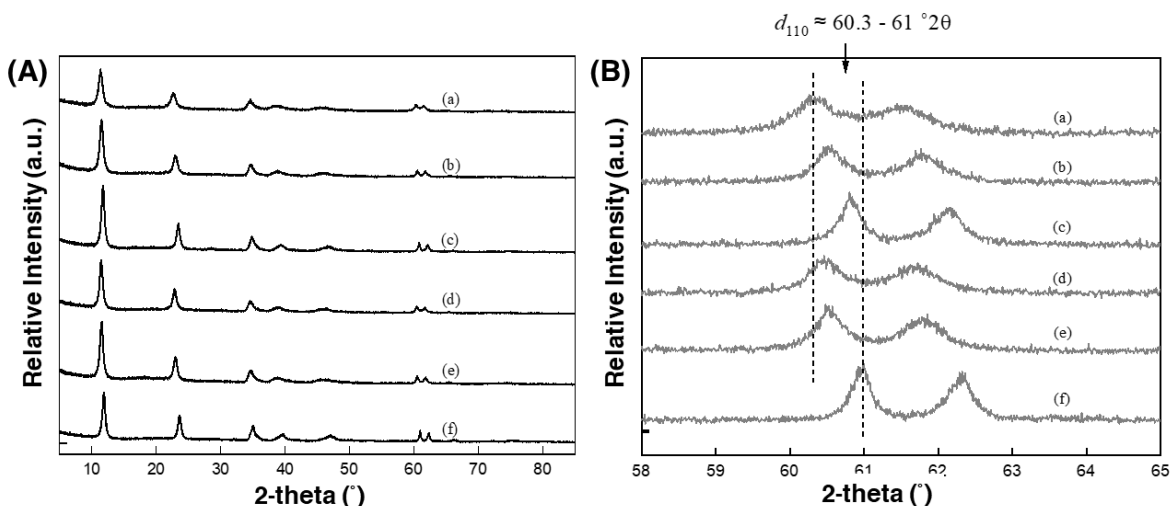 d110 ≈ 60.3 - 61 °2θ
(A)
(B)
Relative Intensity (a.u.)
(a)
(b)
(c)
(d)
(e)
(f)
10 20 30 40 50 60 70 80
2-theta (°)
Relative Intensity (a.u.)
(a)
(b)
(c)
(d)
(e)
(f)
58 59 60 61 62 63 64 65
2-theta (°)